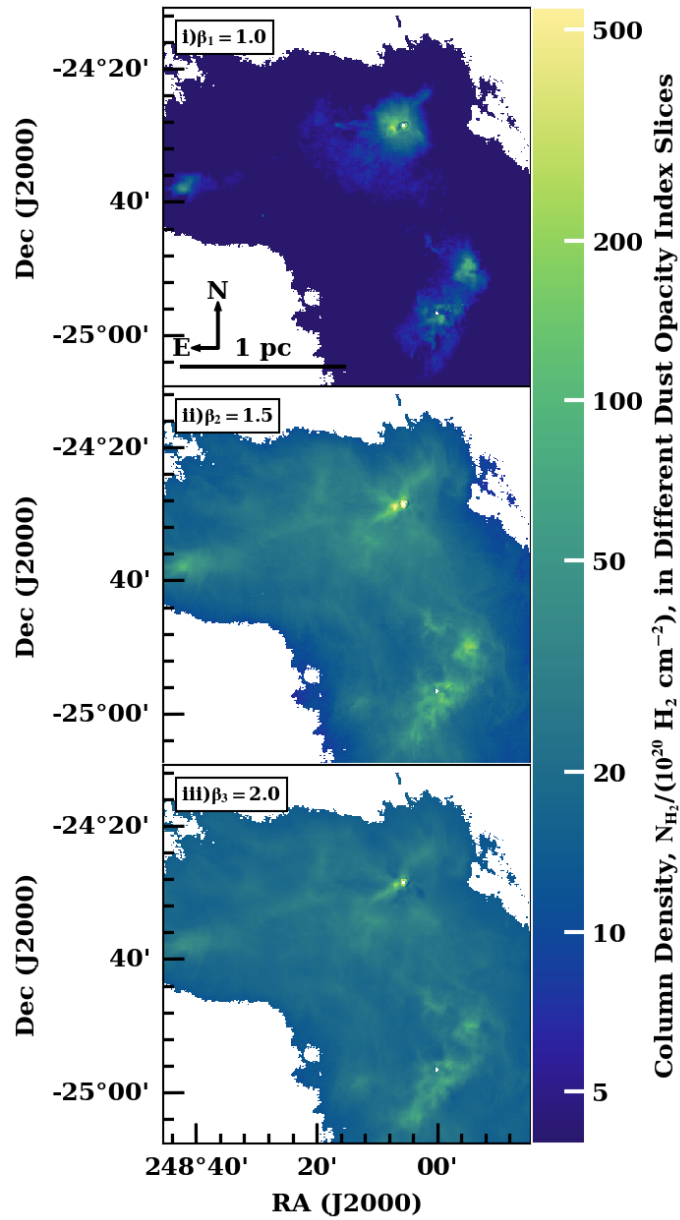 i)β₁ = 1.0
-24°20'
40'
-25°00'
Dec (J2000)
N
E
1 pc
ii)β₂ = 1.5
-24°20'
40'
-25°00'
Dec (J2000)
iii)β₃ = 2.0
-24°20'
40'
-25°00'
Dec (J2000)
248°40'
20'
00'
RA (J2000)
500
200
100
50
20
10
5
Column Density, N_H₂/(10²⁰ H₂ cm⁻²), in Different Dust Opacity Index Slices